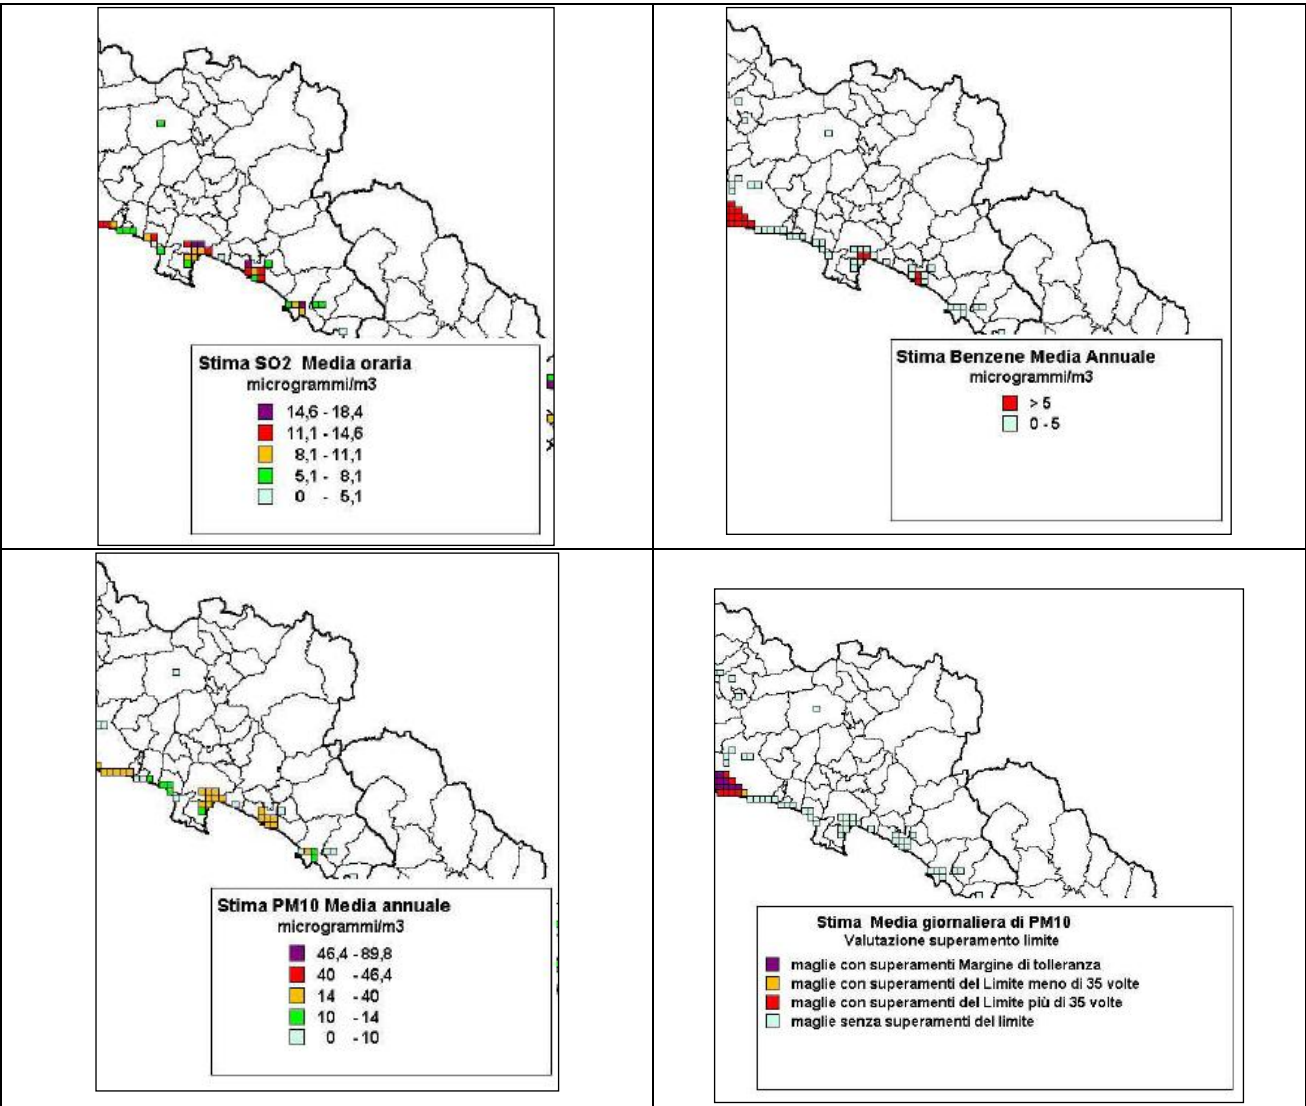 Stima SO2 Media oraria
microgrammi/m3
14,6 - 18,4
11,1 - 14,6
8,1 - 11,1
5,1 - 8,1
0 - 5,1
Stima Benzene Media Annuale
microgrammi/m3
> 5
0 - 5
Stima PM10 Media annuale
microgrammi/m3
46,4 - 89,8
40 - 46,4
14 - 40
10 - 14
0 - 10
Stima Media giornaliera di PM10
Valutazione superamento limite
maglie con superamenti Margine di tolleranza
maglie con superamenti del Limite meno di 35 volte
maglie con superamenti del Limite più di 35 volte
maglie senza superamenti del limite